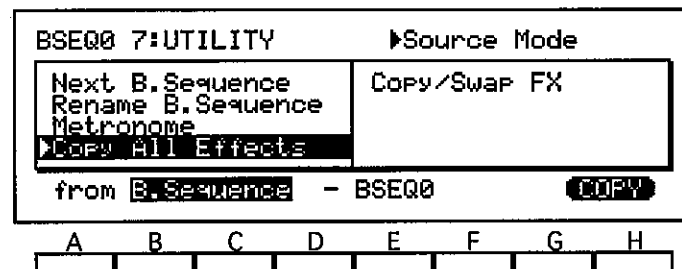 BSEQ0 7:UTILITY ▶Source Mode
Next B.Sequence Copy/Swap FX
Rename B.Sequence
Metronome
▶Copy All Effects
from B.Sequence - BSEQ0 COPY
A B C D E F G H